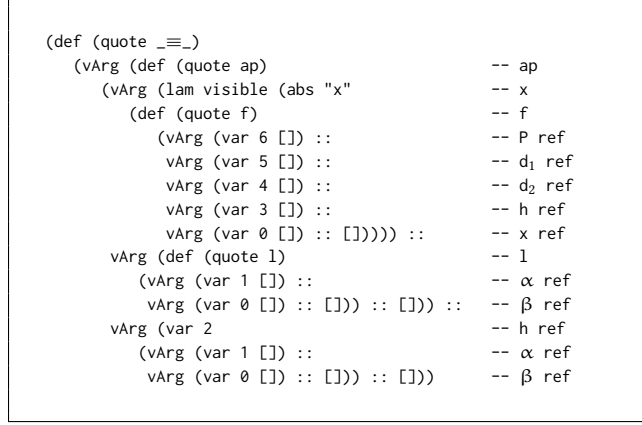 (def (quote _≡_)
(vArg (def (quote ap) -- ap
(vArg (lam visible (abs "x" -- x
(def (quote f) -- f
(vArg (var 6 []) :: -- P ref
vArg (var 5 []) :: -- d₁ ref
vArg (var 4 []) :: -- d₂ ref
vArg (var 3 []) :: -- h ref
vArg (var 0 []) :: [])))) :: -- x ref
vArg (def (quote l) -- l
(vArg (var 1 []) :: -- α ref
vArg (var 0 []) :: [])) :: [])) :: -- β ref
vArg (var 2 -- h ref
(vArg (var 1 []) :: -- α ref
vArg (var 0 []) :: [])) :: [])) -- β ref